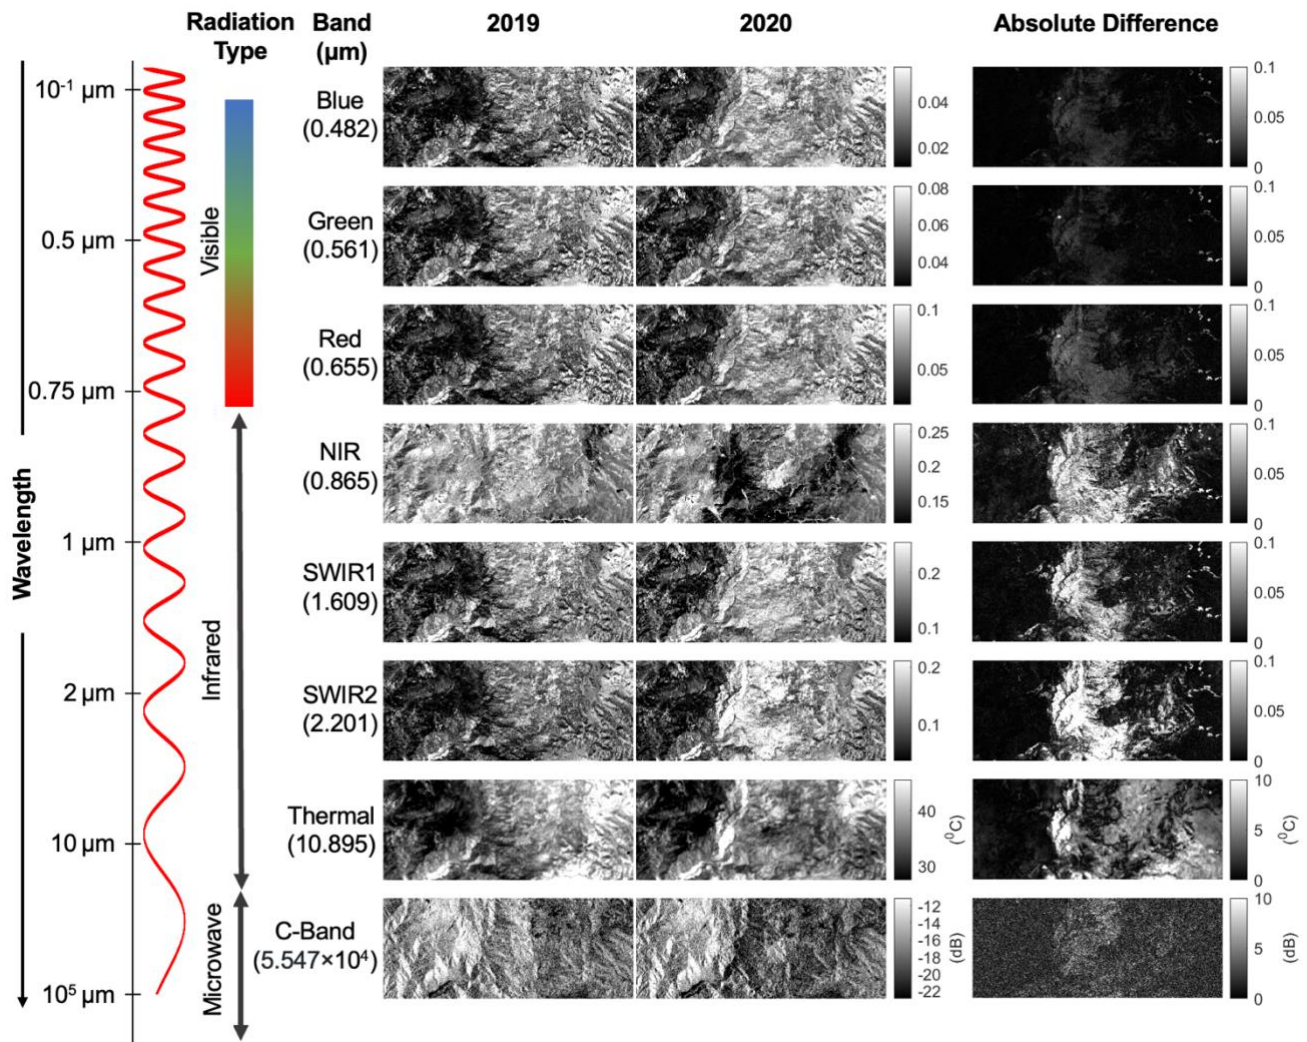 Radiation Type
Band (µm)
2019
2020
Absolute Difference
Wavelength
10⁻¹ µm
0.5 µm
0.75 µm
1 µm
2 µm
10 µm
10⁵ µm
Visible
Infrared
Microwave
Blue
(0.482)
0.04
0.02
0.1
0.05
0
Green
(0.561)
0.08
0.06
0.04
0.1
0.05
0
Red
(0.655)
0.1
0.05
0.1
0.05
0
NIR
(0.865)
0.25
0.2
0.15
0.1
0.05
0
SWIR1
(1.609)
0.2
0.1
0.1
0.05
0
SWIR2
(2.201)
0.2
0.1
0.1
0.05
0
Thermal
(10.895)
40
30
(⁰C)
10
5
0
(⁰C)
C-Band
(5.547×10⁴)
-12
-14
-16
-18
-20
-22
(dB)
10
5
0
(dB)